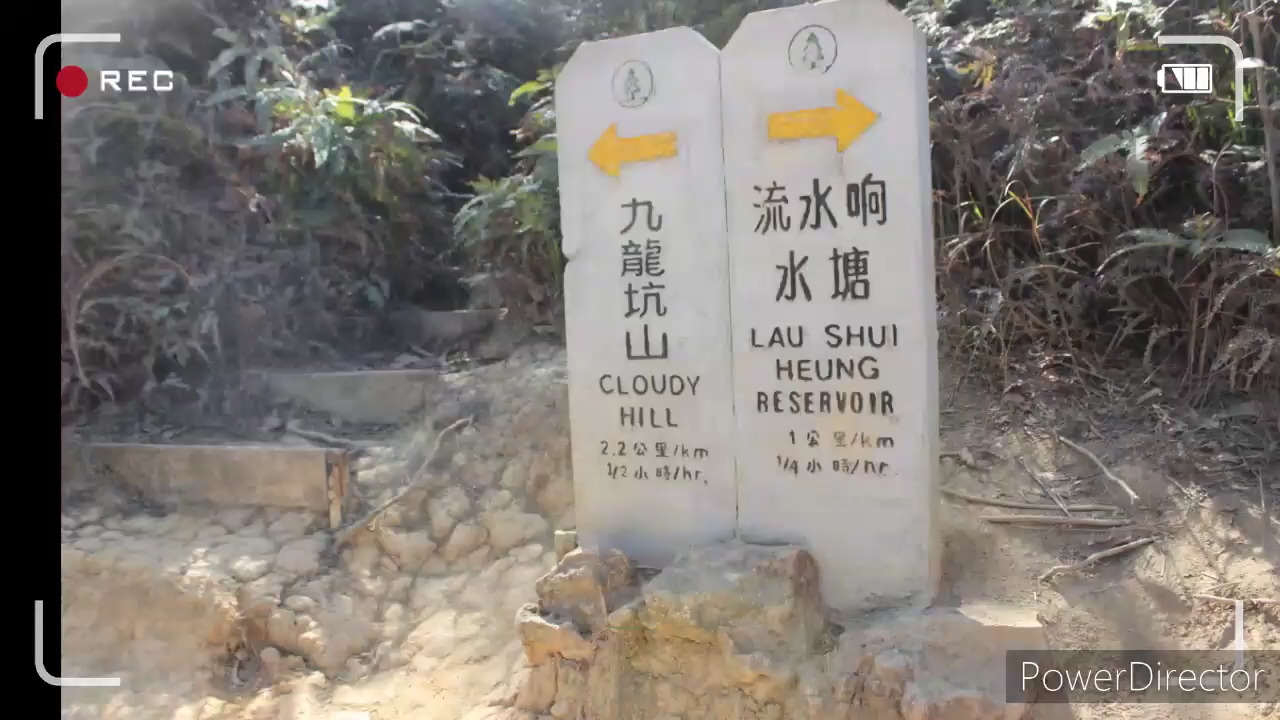 REC
九
龍
坑
山
CLOUDY
HILL
2.2 公里/km
1/2 小時/hr.
流水响
水塘
LAU SHUI
HEUNG
RESERVOIR
1 公里/km
1/4 小時/hr.
PowerDirector